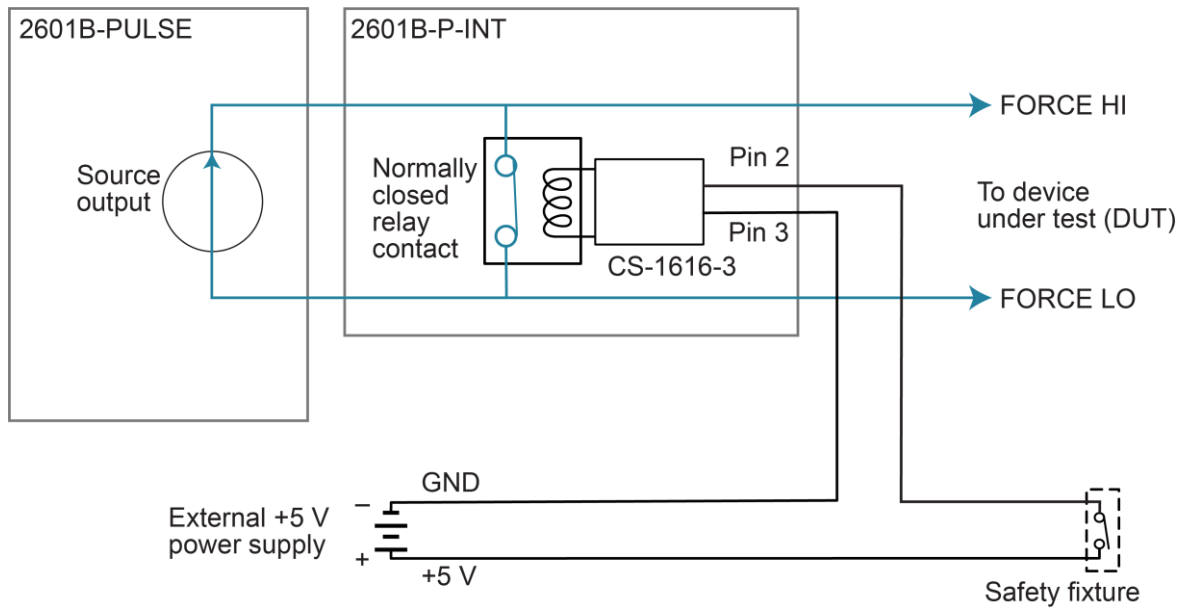 2601B-PULSE
2601B-P-INT
FORCE HI
Source
output
Normally
closed
relay
contact
Pin 2
Pin 3
CS-1616-3
To device
under test (DUT)
FORCE LO
GND
External +5 V
power supply
–
+
+5 V
Safety fixture